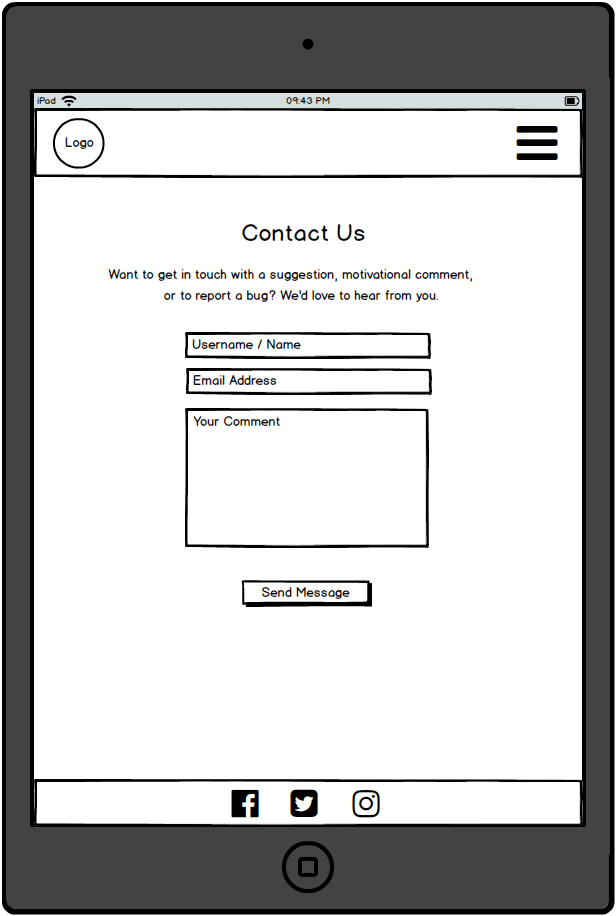 iPad 09:43 PM
Logo
Contact Us
Want to get in touch with a suggestion, motivational comment,
or to report a bug? We'd love to hear from you.
Username / Name
Email Address
Your Comment
Send Message